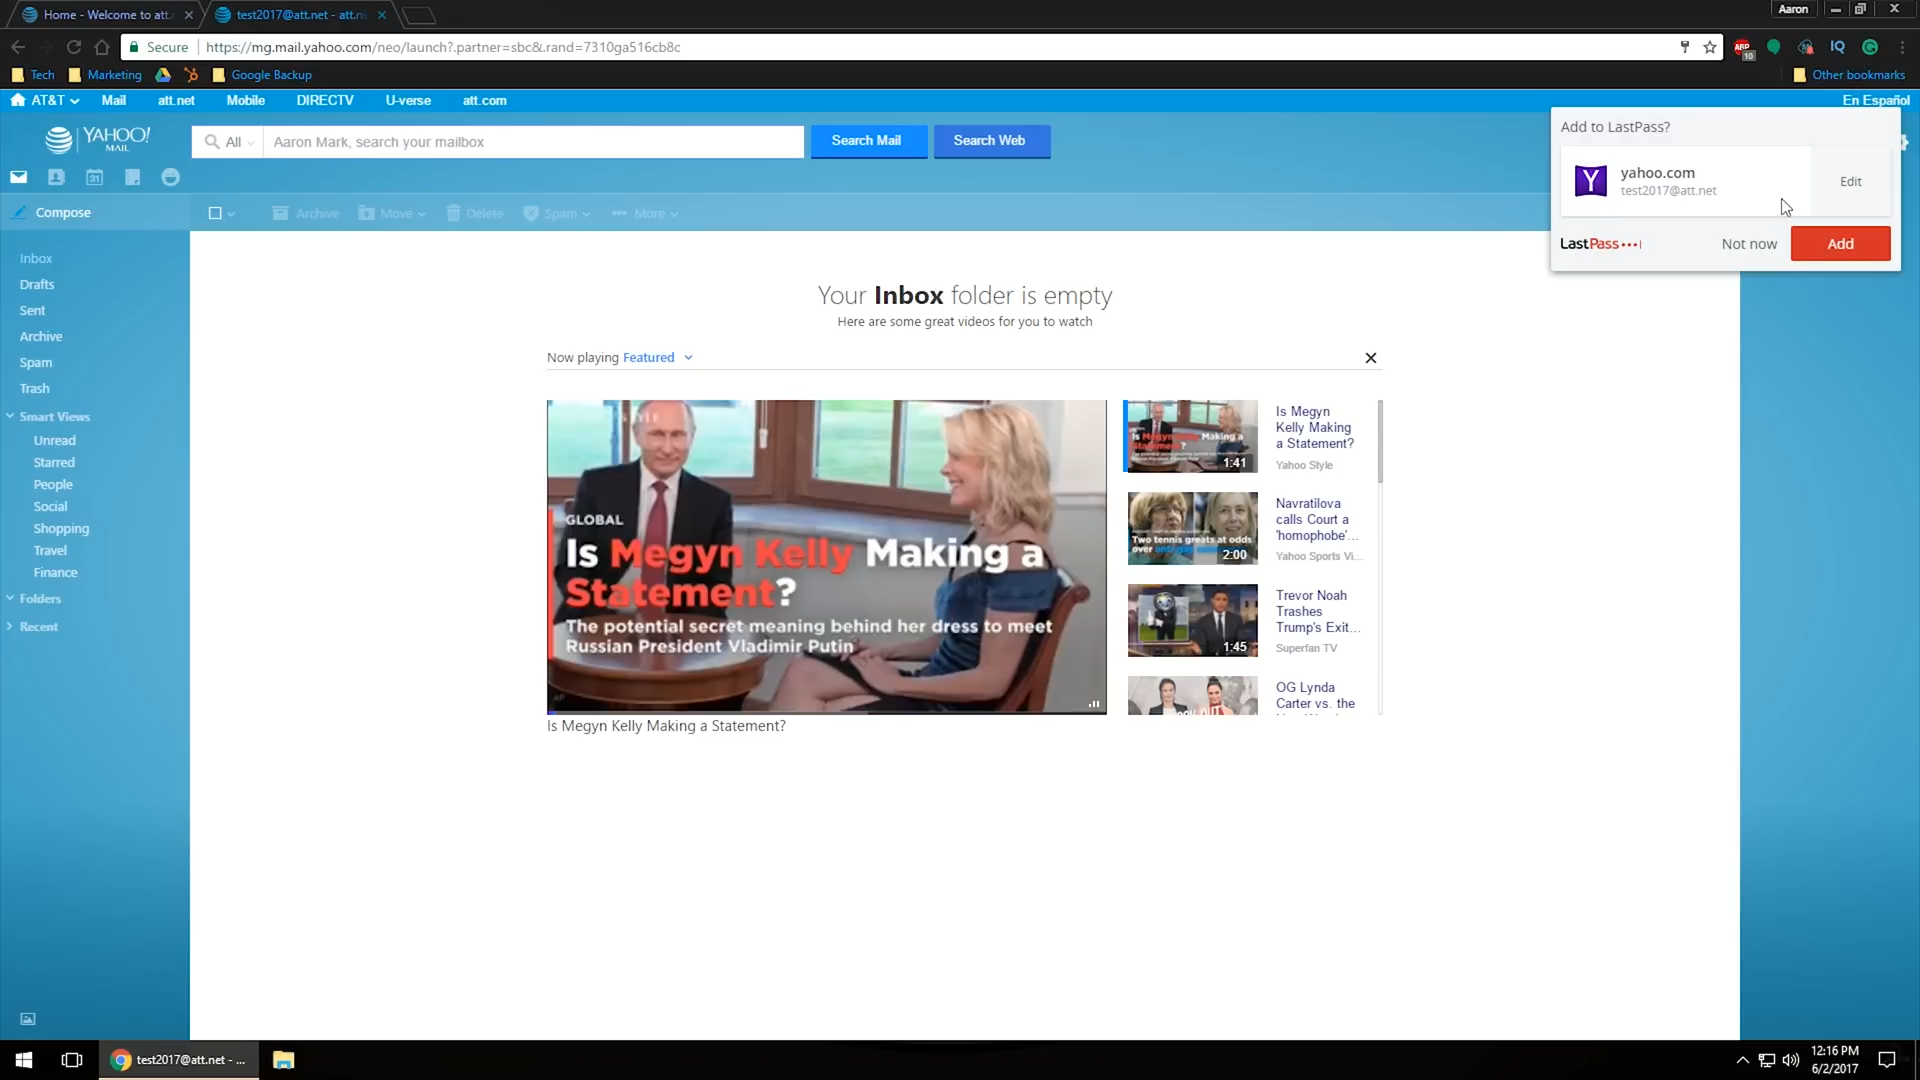 Home - Welcome to att.
test2017@att.net - att.ne
Aaron
Secure
https://mg.mail.yahoo.com/neo/launch?.partner=sbc&.rand=7310ga516cb8c
ABP
10
IQ
Tech
Marketing
Google Backup
Other bookmarks
AT&T
Mail
att.net
Mobile
DIRECTV
U-verse
att.com
En Español
YAHOO!
MAIL
All
Aaron Mark, search your mailbox
Search Mail
Search Web
31
Compose
Archive
Move
Delete
Spam
More
Inbox
Drafts
Sent
Archive
Spam
Trash
Smart Views
Unread
Starred
People
Social
Shopping
Travel
Finance
Folders
Recent
Add to LastPass?
Y
yahoo.com
test2017@att.net
Edit
LastPass
Not now
Add
Your Inbox folder is empty
Here are some great videos for you to watch
Now playing Featured
GLOBAL
Is Megyn Kelly Making a
Statement?
The potential secret meaning behind her dress to meet
Russian President Vladimir Putin
Is Megyn Kelly Making a Statement?
Is Megyn Kelly Making a
Statement?
1:41
Is Megyn
Kelly Making
a Statement?
Yahoo Style
Two tennis greats at odds
2:00
Navratilova
calls Court a
'homophobe'...
Yahoo Sports Vi...
1:45
Trevor Noah
Trashes
Trump's Exit...
Superfan TV
OG Lynda
Carter vs. the
test2017@att.net - ...
12:16 PM
6/2/2017